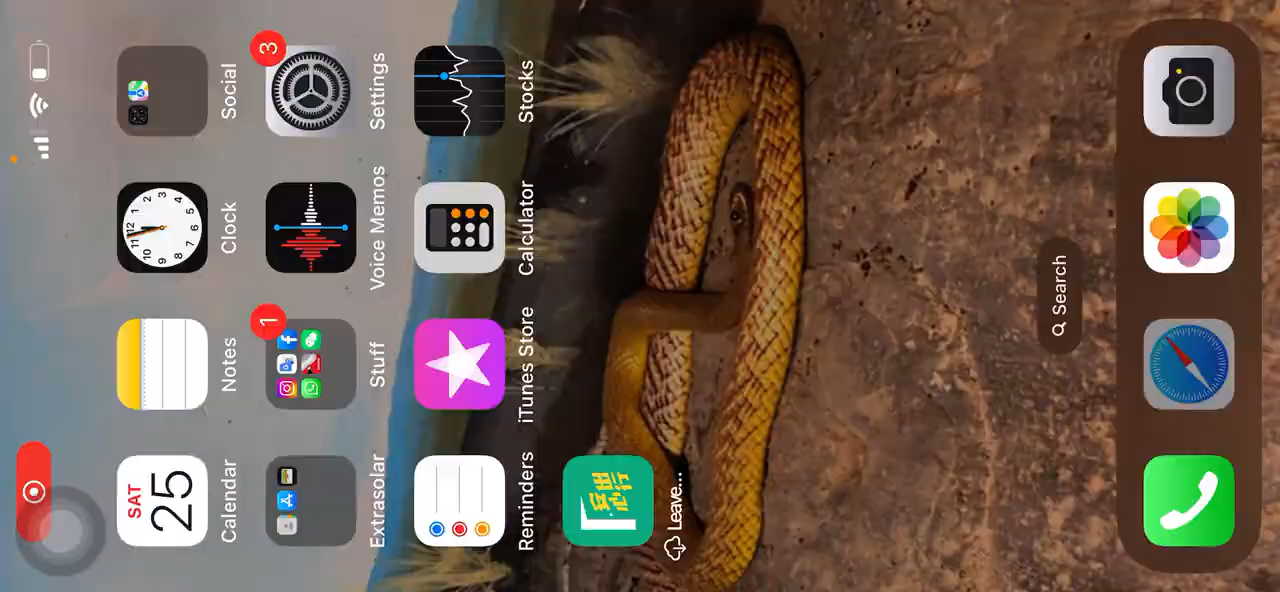 SAT
25
Calendar Notes Clock Social
1 3
Extrasolar Stuff Voice Memos Settings
Reminders iTunes Store Calculator Stocks
Leave...
Search